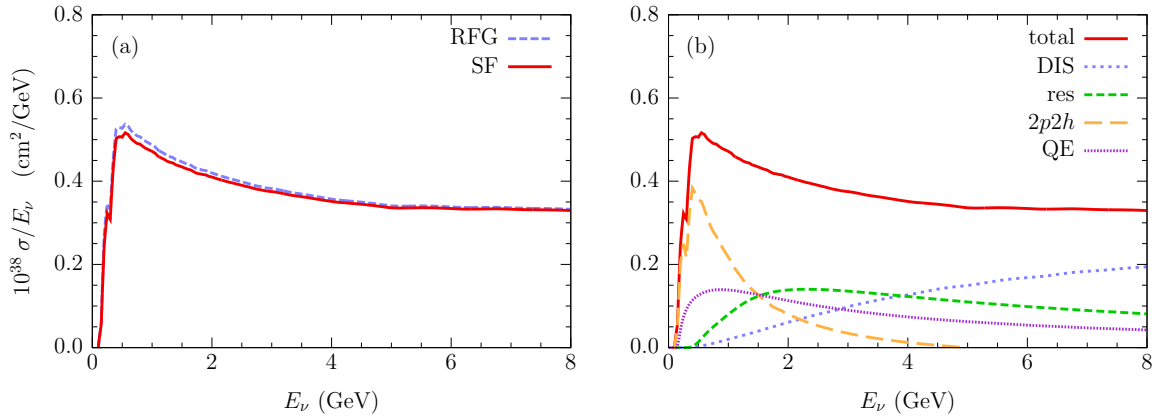 (a)
RFG
SF
0.8
0.6
0.4
0.2
0.0
10^38 σ/E_ν (cm^2/GeV)
0 2 4 6 8
E_ν (GeV)
(b)
total
DIS
res
2p2h
QE
0.8
0.6
0.4
0.2
0.0
0 2 4 6 8
E_ν (GeV)